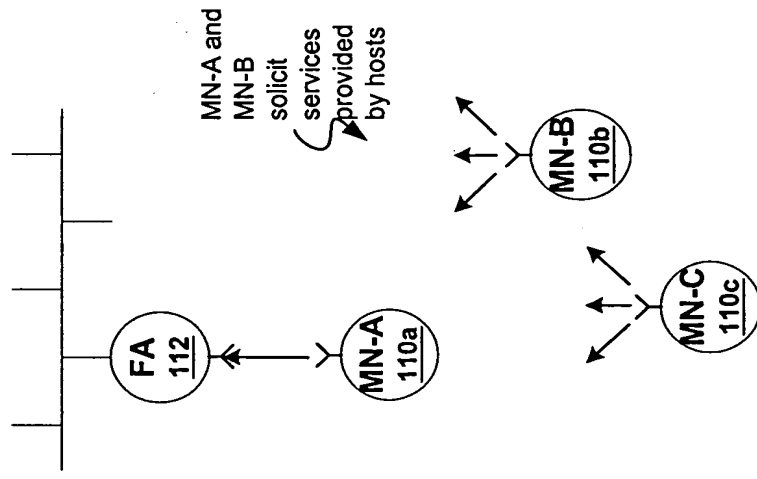 MN-A and
MN-B
solicit
services
provided
by hosts
FA
112
MN-A
110a
MN-B
110b
MN-C
110c